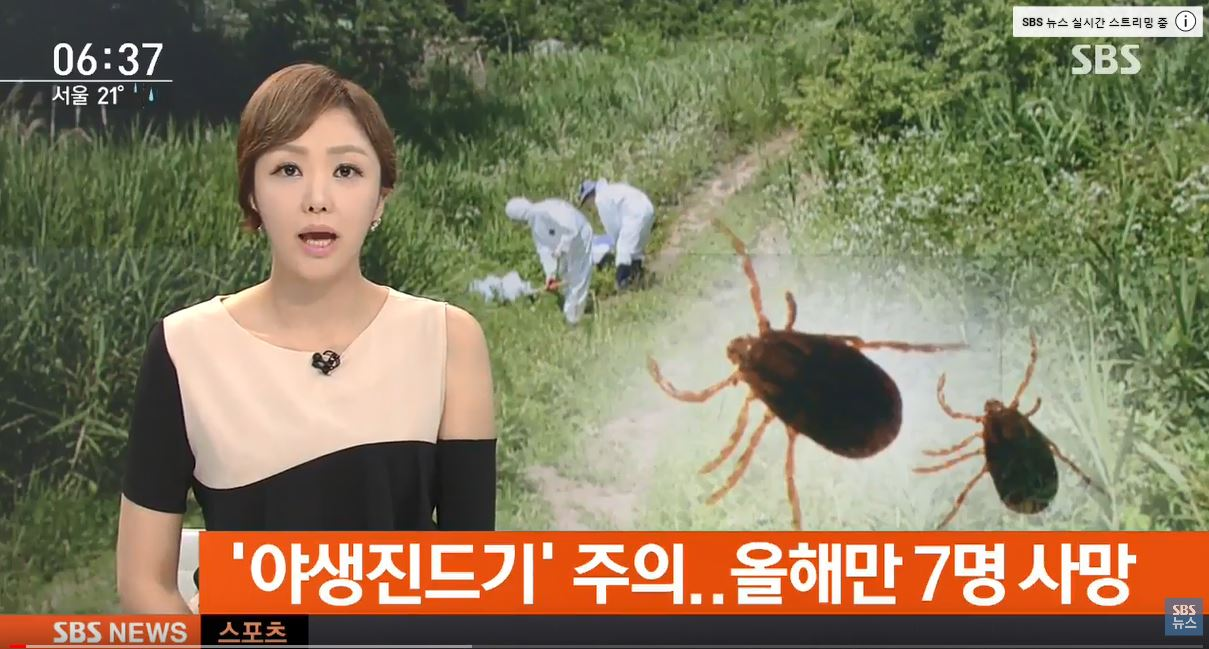 SBS 뉴스 실시간 스트리밍 중 i
06:37
SBS
서울 21°
'야생진드기' 주의..올해만 7명 사망
SBS 뉴스
SBS NEWS 스포츠